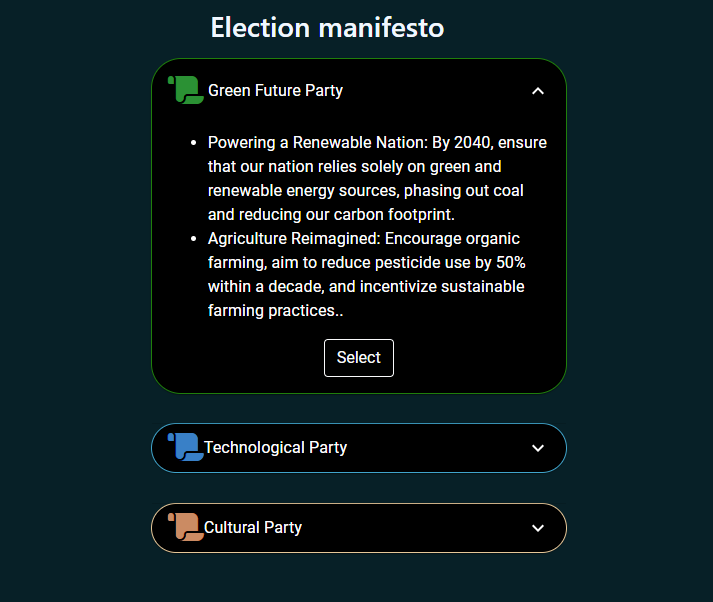 Election manifesto
Green Future Party
• Powering a Renewable Nation: By 2040, ensure
that our nation relies solely on green and
renewable energy sources, phasing out coal
and reducing our carbon footprint.
• Agriculture Reimagined: Encourage organic
farming, aim to reduce pesticide use by 50%
within a decade, and incentivize sustainable
farming practices..
Select
Technological Party
Cultural Party